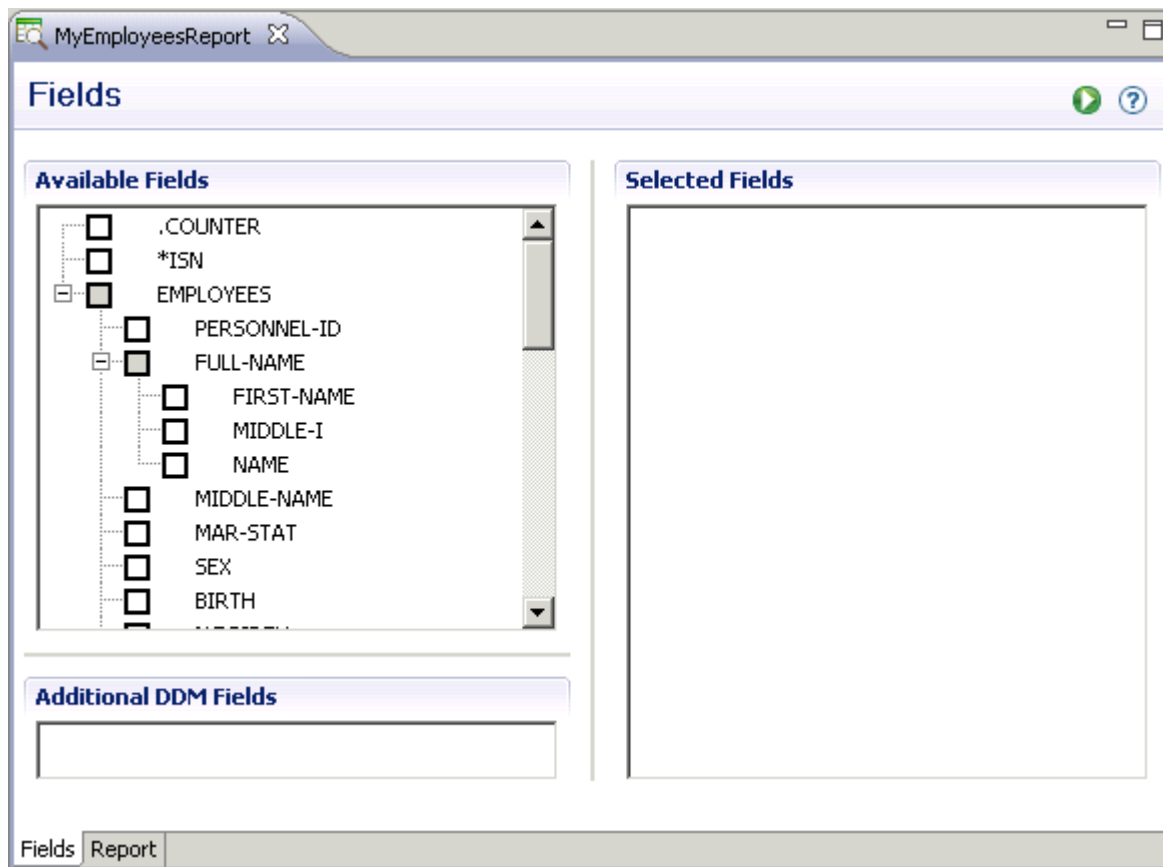 MyEmployeesReport
Fields
Available Fields
.COUNTER
*ISN
EMPLOYEES
PERSONNEL-ID
FULL-NAME
FIRST-NAME
MIDDLE-I
NAME
MIDDLE-NAME
MAR-STAT
SEX
BIRTH
Additional DDM Fields
Selected Fields
Fields Report